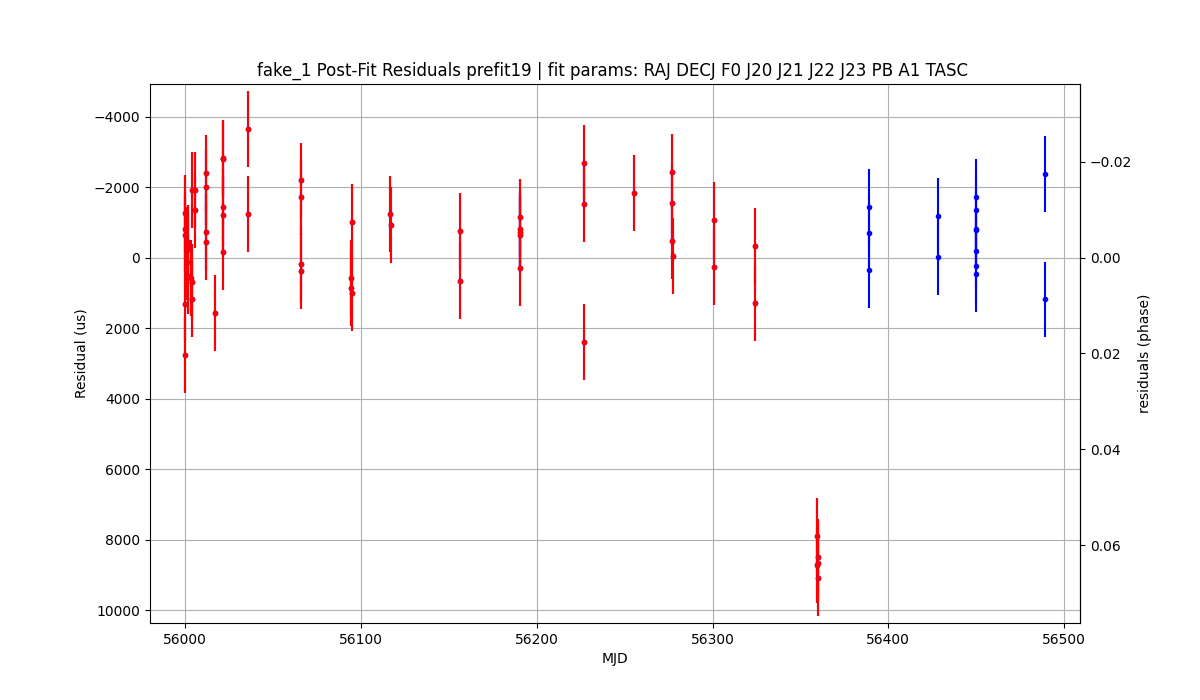 fake_1 Post-Fit Residuals prefit19 | fit params: RAJ DECJ F0 J20 J21 J22 J23 PB A1 TASC
−4000
−2000
0
2000
4000
6000
8000
10000
Residual (us)
−0.02
0.00
0.02
0.04
0.06
residuals (phase)
56000 56100 56200 56300 56400 56500
MJD